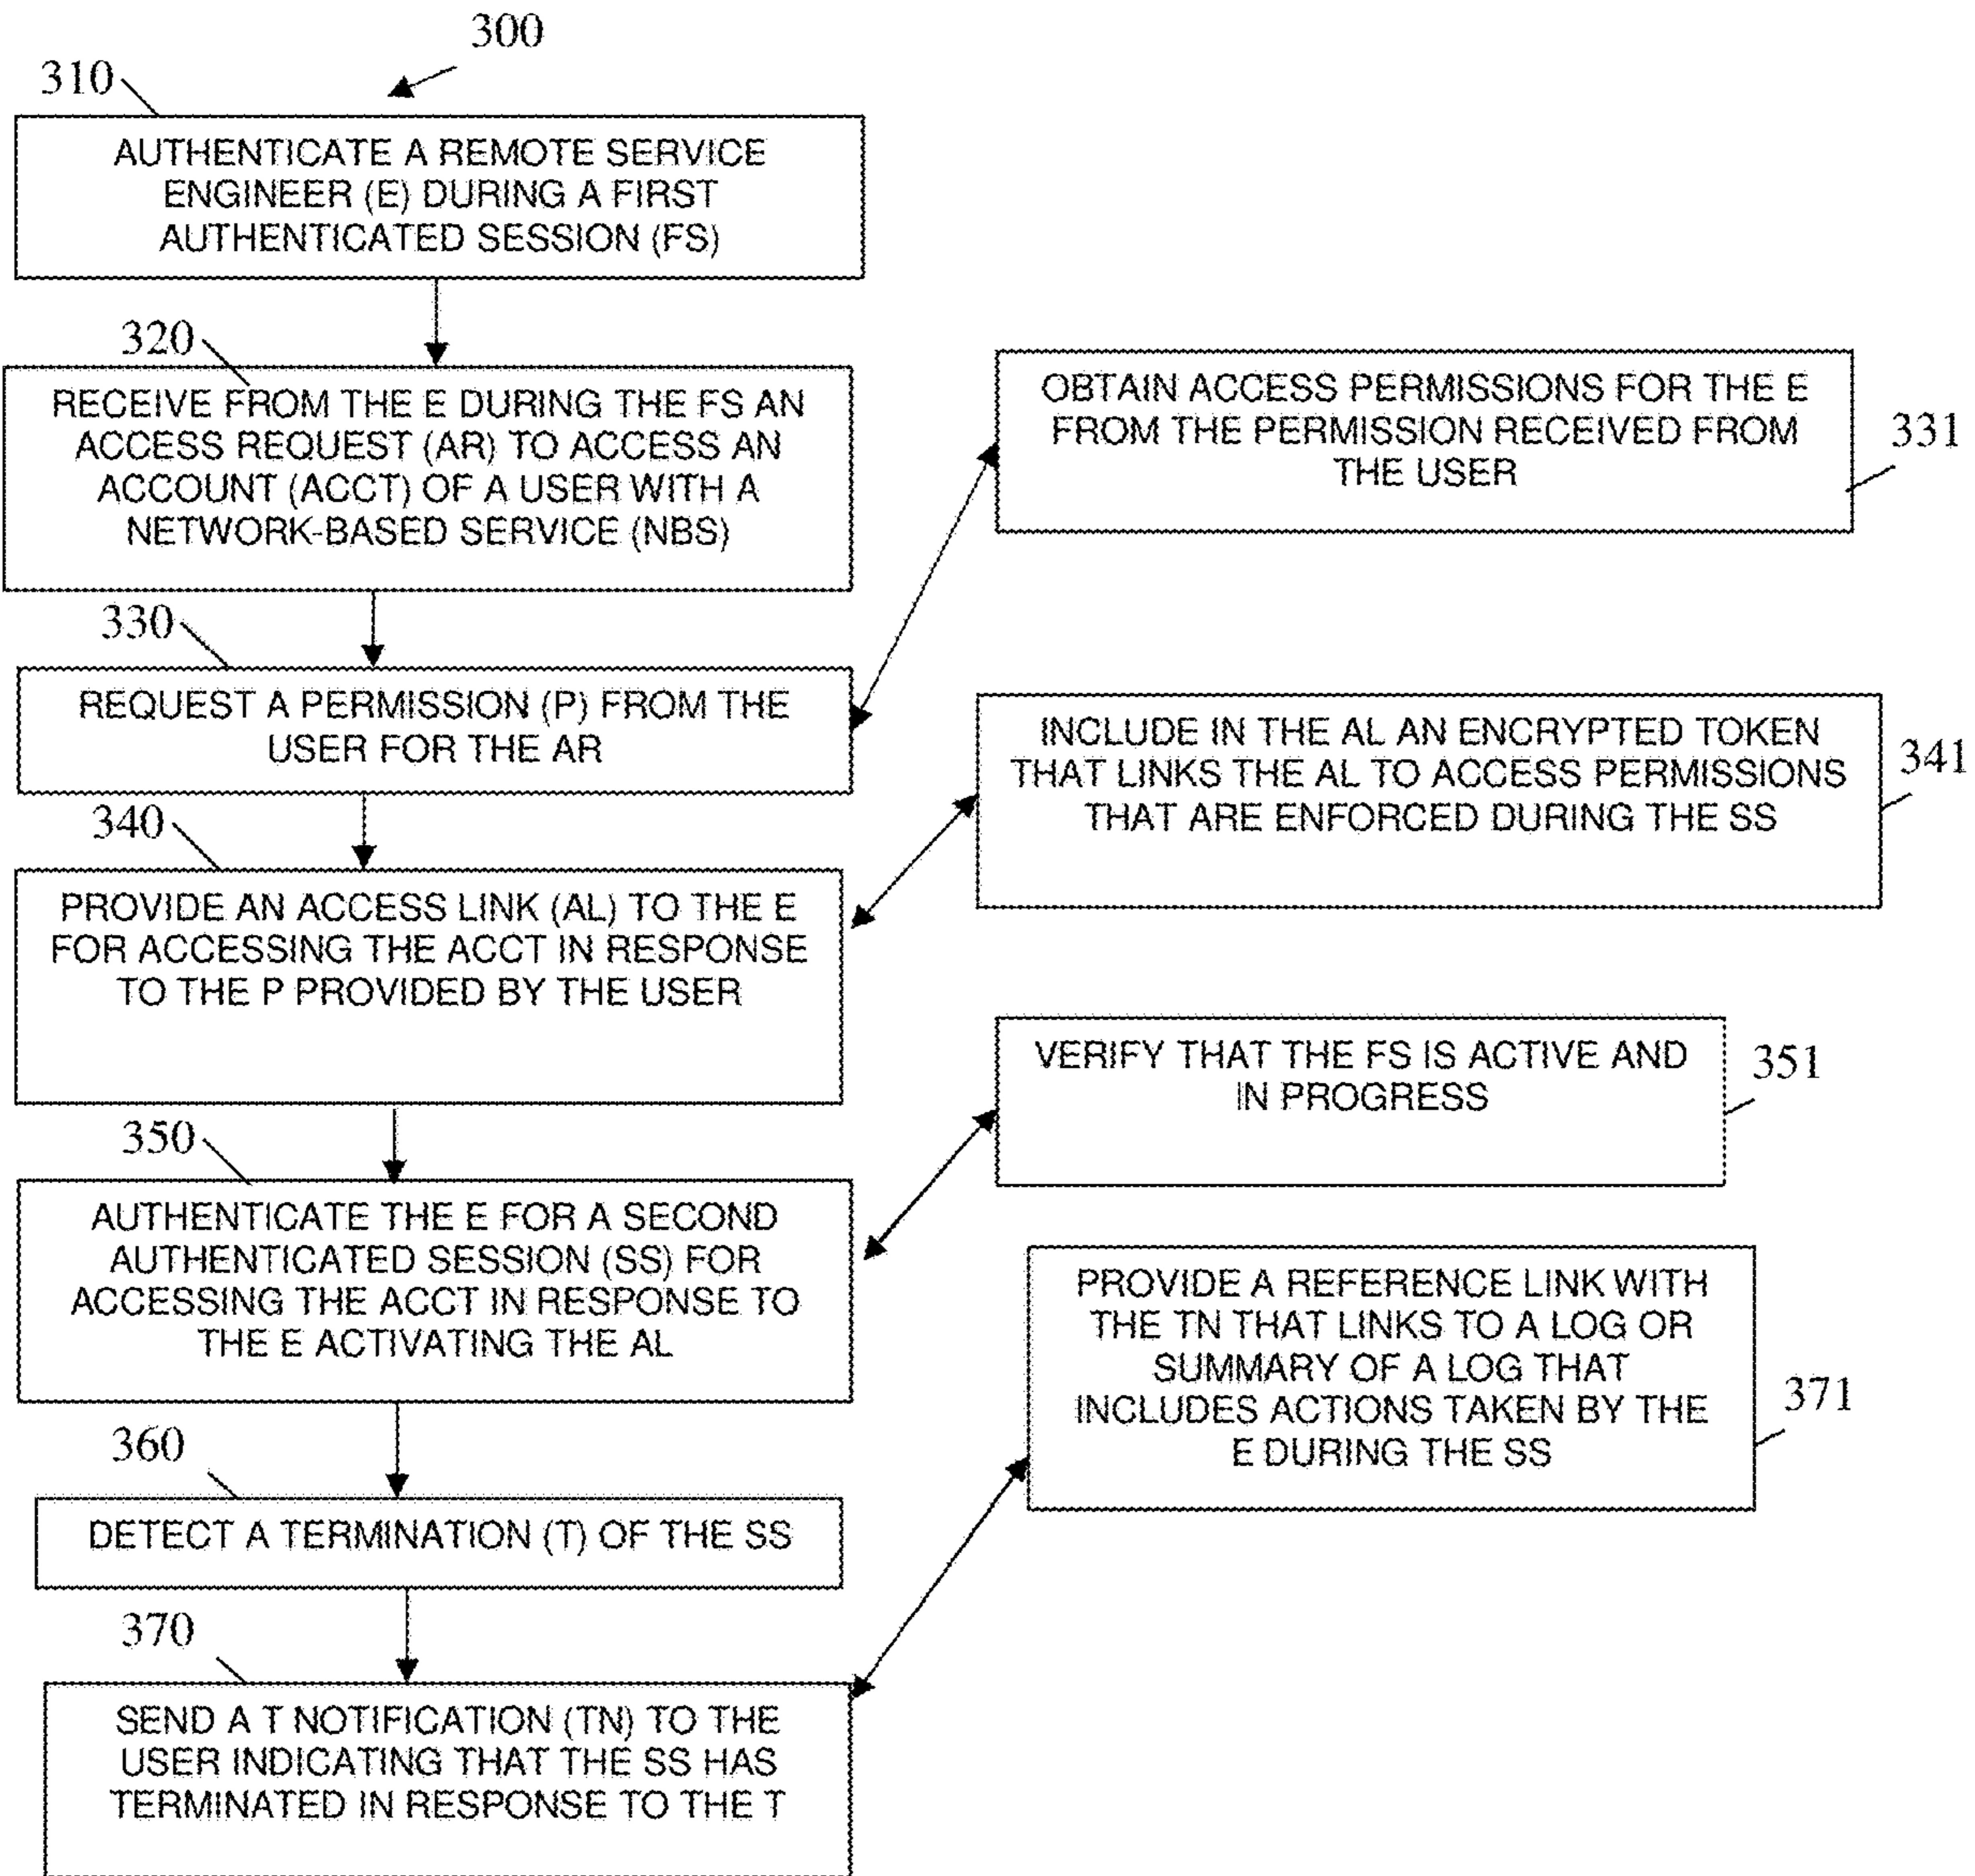 300
310
AUTHENTICATE A REMOTE SERVICE
ENGINEER (E) DURING A FIRST
AUTHENTICATED SESSION (FS)
320
RECEIVE FROM THE E DURING THE FS AN
ACCESS REQUEST (AR) TO ACCESS AN
ACCOUNT (ACCT) OF A USER WITH A
NETWORK-BASED SERVICE (NBS)
OBTAIN ACCESS PERMISSIONS FOR THE E
FROM THE PERMISSION RECEIVED FROM
THE USER
331
330
REQUEST A PERMISSION (P) FROM THE
USER FOR THE AR
INCLUDE IN THE AL AN ENCRYPTED TOKEN
THAT LINKS THE AL TO ACCESS PERMISSIONS
THAT ARE ENFORCED DURING THE SS
341
340
PROVIDE AN ACCESS LINK (AL) TO THE E
FOR ACCESSING THE ACCT IN RESPONSE
TO THE P PROVIDED BY THE USER
VERIFY THAT THE FS IS ACTIVE AND
IN PROGRESS
351
350
AUTHENTICATE THE E FOR A SECOND
AUTHENTICATED SESSION (SS) FOR
ACCESSING THE ACCT IN RESPONSE TO
THE E ACTIVATING THE AL
PROVIDE A REFERENCE LINK WITH
THE TN THAT LINKS TO A LOG OR
SUMMARY OF A LOG THAT
INCLUDES ACTIONS TAKEN BY THE
E DURING THE SS
371
360
DETECT A TERMINATION (T) OF THE SS
370
SEND A T NOTIFICATION (TN) TO THE
USER INDICATING THAT THE SS HAS
TERMINATED IN RESPONSE TO THE T